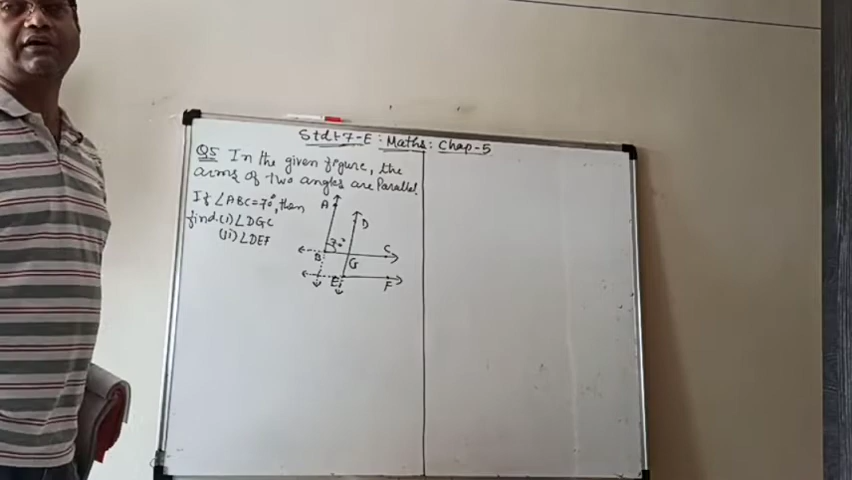 Std:-7-E : Maths: Chap-5
Q5 In the given figure, the
arms of two angles are Parallel.
If ∠ABC=70°, then
find.(i) ∠DGC
(ii) ∠DEF
A
D
70°
B
C
G
E
F